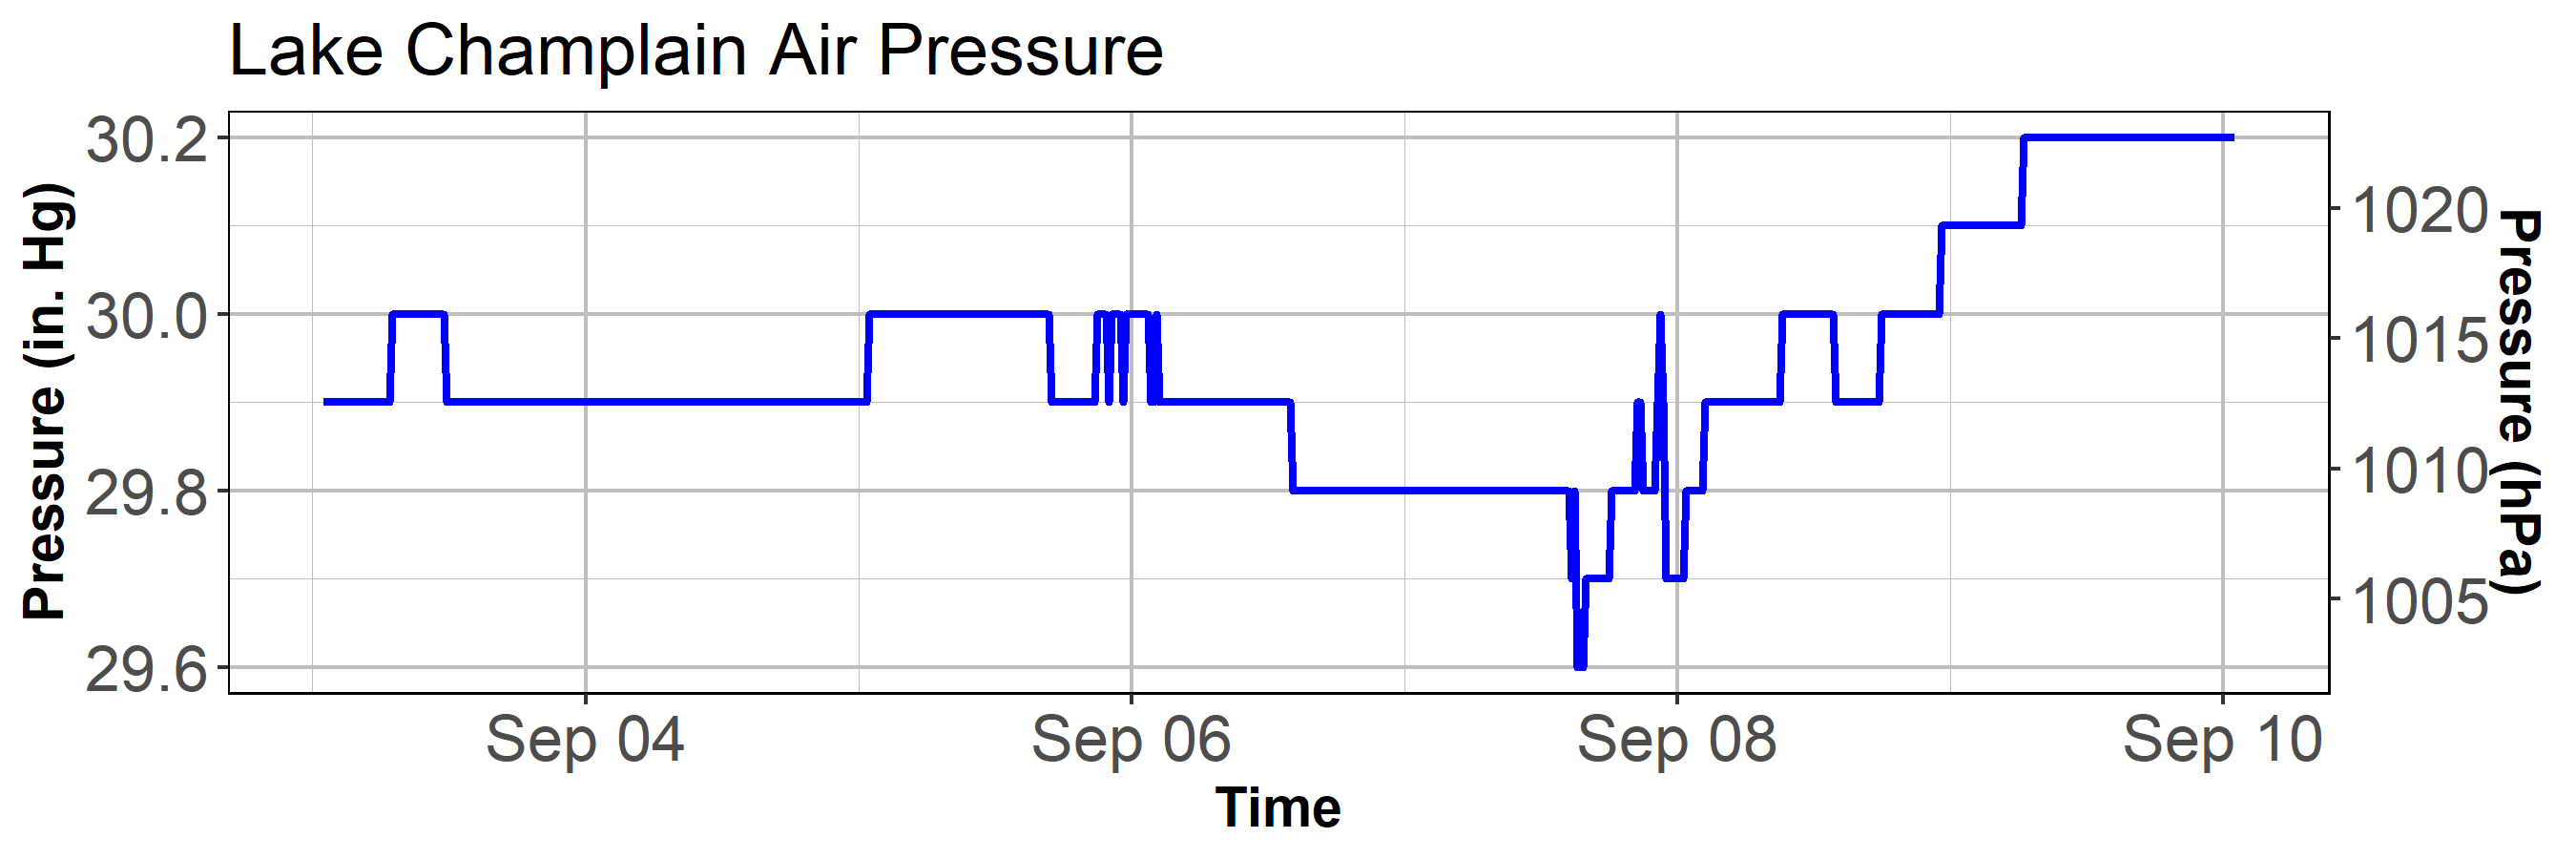 Lake Champlain Air Pressure
Pressure (in. Hg)
30.2
30.0
29.8
29.6
1020
1015
1010
1005
Pressure (hPa)
Sep 04 Sep 06 Sep 08 Sep 10
Time